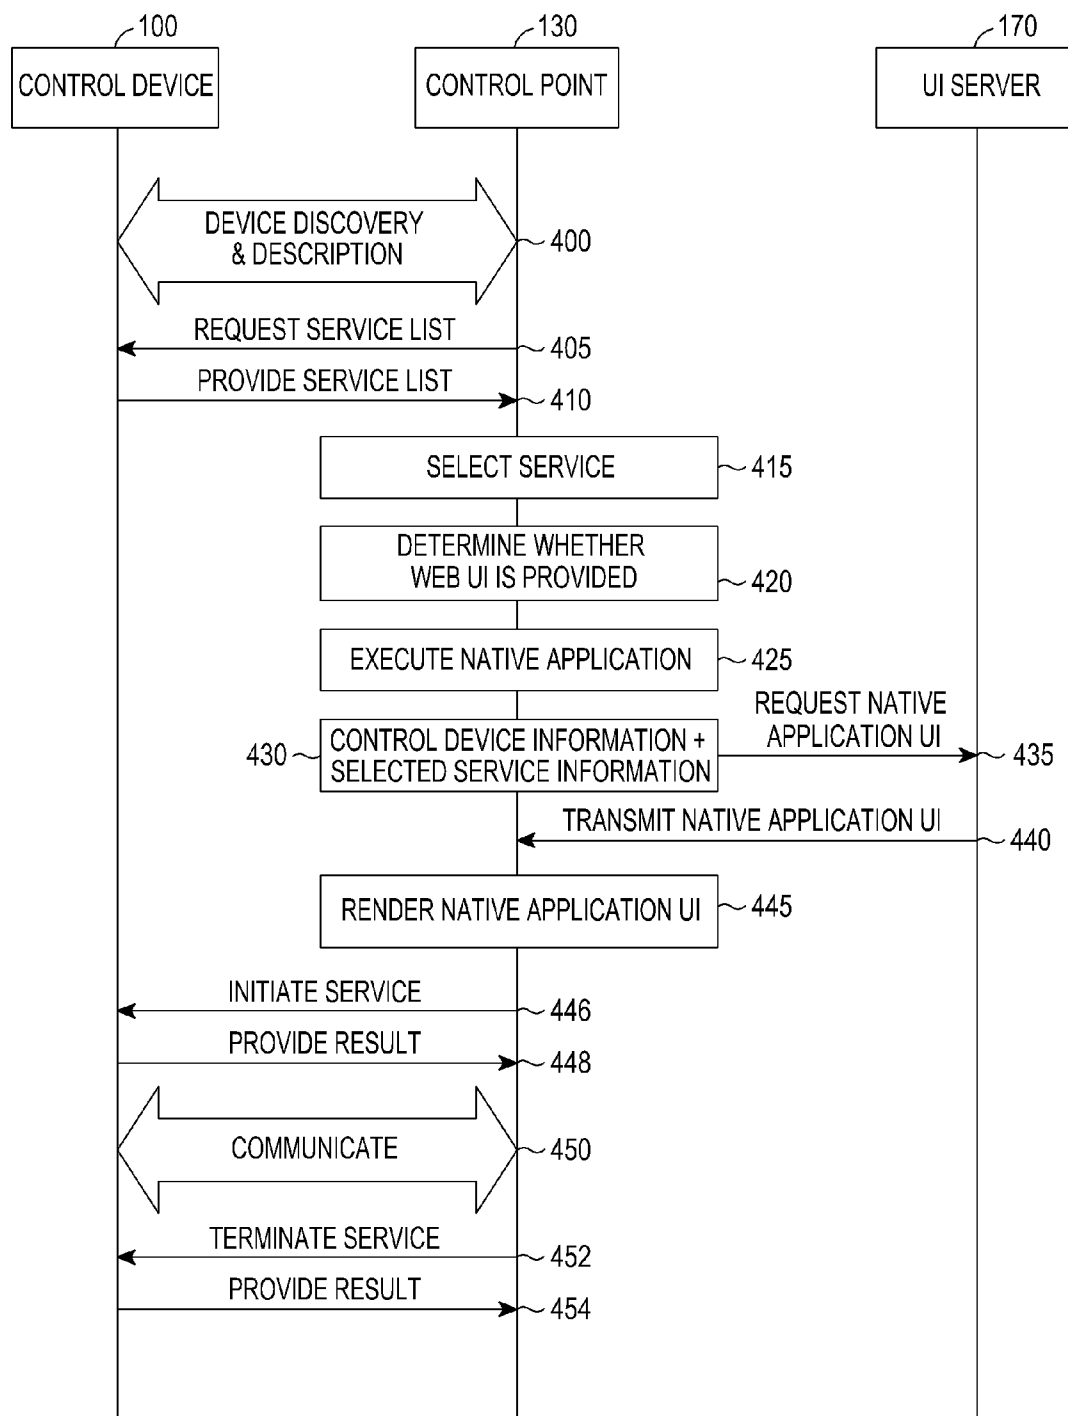 100
130
170
CONTROL DEVICE
CONTROL POINT
UI SERVER
DEVICE DISCOVERY
& DESCRIPTION
400
REQUEST SERVICE LIST
405
PROVIDE SERVICE LIST
410
SELECT SERVICE
415
DETERMINE WHETHER
WEB UI IS PROVIDED
420
EXECUTE NATIVE APPLICATION
425
REQUEST NATIVE
APPLICATION UI
430
CONTROL DEVICE INFORMATION +
SELECTED SERVICE INFORMATION
435
TRANSMIT NATIVE APPLICATION UI
440
RENDER NATIVE APPLICATION UI
445
INITIATE SERVICE
446
PROVIDE RESULT
448
COMMUNICATE
450
TERMINATE SERVICE
452
PROVIDE RESULT
454